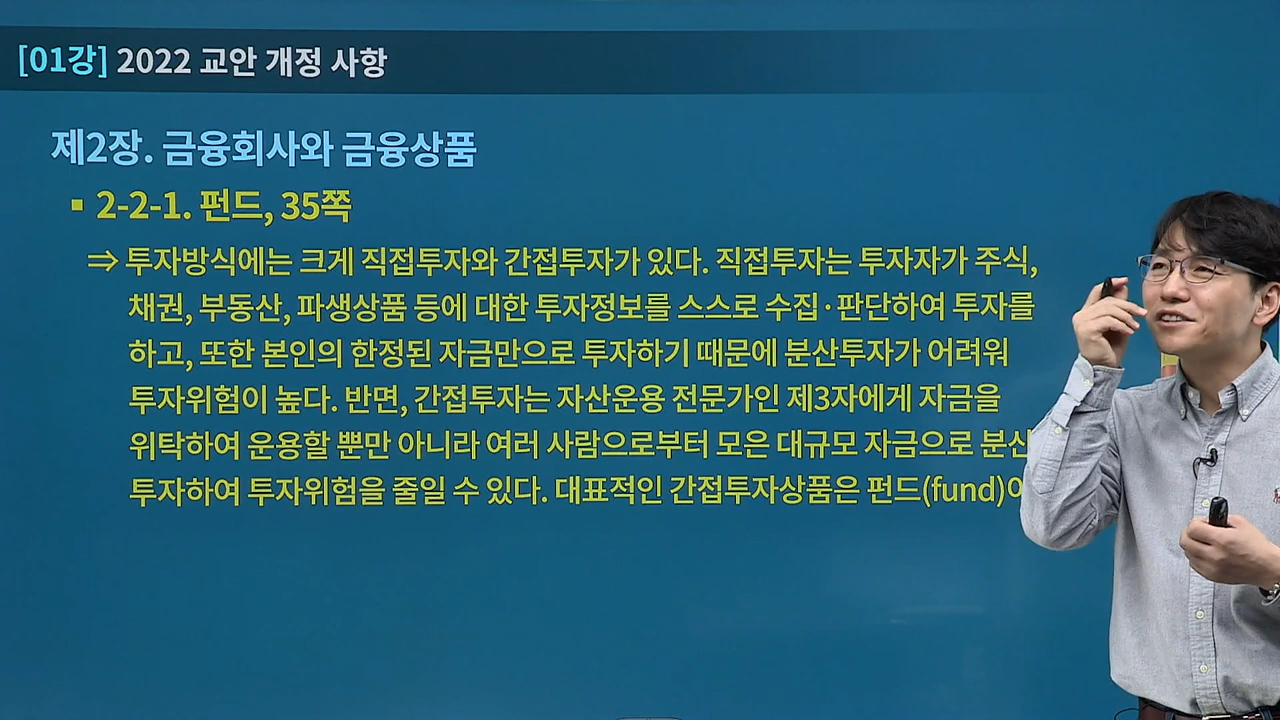 [01강] 2022 교안 개정 사항
제2장. 금융회사와 금융상품
▪ 2-2-1. 펀드, 35쪽
⇒ 투자방식에는 크게 직접투자와 간접투자가 있다. 직접투자는 투자자가 주식,
채권, 부동산, 파생상품 등에 대한 투자정보를 스스로 수집·판단하여 투자를
하고, 또한 본인의 한정된 자금만으로 투자하기 때문에 분산투자가 어려워
투자위험이 높다. 반면, 간접투자는 자산운용 전문가인 제3자에게 자금을
위탁하여 운용할 뿐만 아니라 여러 사람으로부터 모은 대규모 자금으로 분산
투자하여 투자위험을 줄일 수 있다. 대표적인 간접투자상품은 펀드(fund)